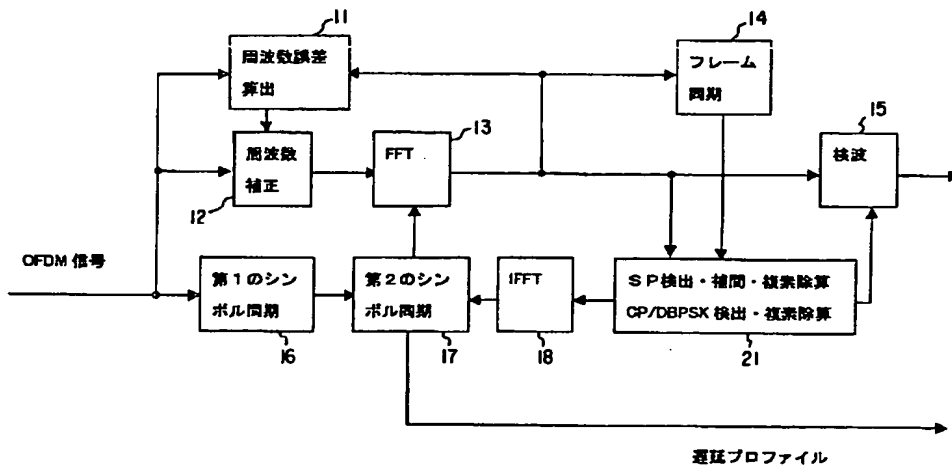 11
周波数誤差
算出
14
フレーム
同期
12
周波数
補正
13
FFT
15
検波
OFDM 信号
第1のシン
ボル同期
16
第2のシン
ボル同期
17
IFFT
18
SP検出・補間・複素除算
CP/DBPSK 検出・複素除算
21
遅延プロファイル